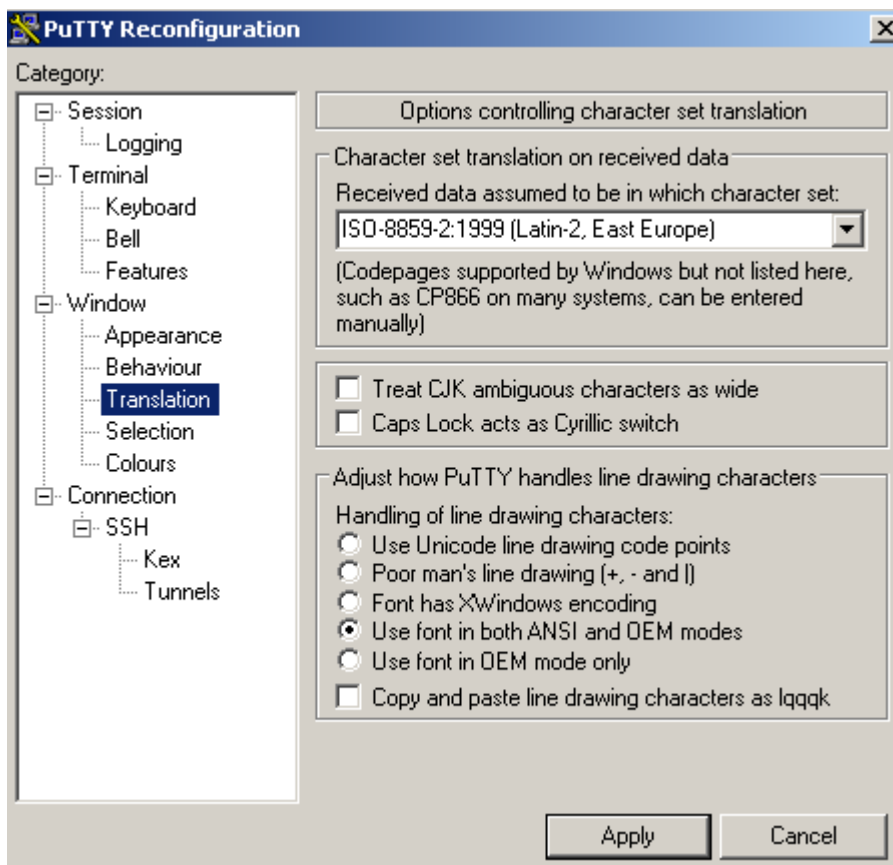 PuTTY Reconfiguration
Category:
Session
Logging
Terminal
Keyboard
Bell
Features
Window
Appearance
Behaviour
Translation
Selection
Colours
Connection
SSH
Kex
Tunnels
Options controlling character set translation
Character set translation on received data
Received data assumed to be in which character set:
ISO-8859-2:1999 (Latin-2, East Europe)
(Codepages supported by Windows but not listed here,
such as CP866 on many systems, can be entered
manually)
Treat CJK ambiguous characters as wide
Caps Lock acts as Cyrillic switch
Adjust how PuTTY handles line drawing characters
Handling of line drawing characters:
Use Unicode line drawing code points
Poor man's line drawing (+, - and |)
Font has XWindows encoding
Use font in both ANSI and OEM modes
Use font in OEM mode only
Copy and paste line drawing characters as lqqqk
Apply
Cancel